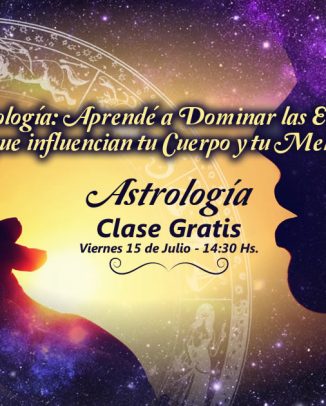 ología: Aprendé a Dominar las E
ue influencian tu Cuerpo y tu Me
Astrología
Clase Gratis
Viernes 15 de Julio - 14:30 Hs.